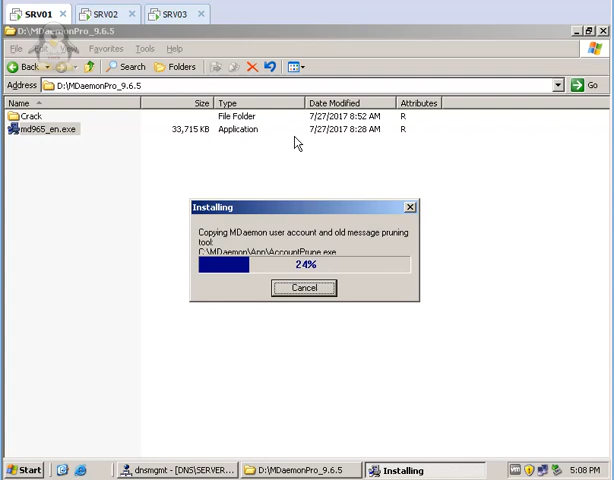 SRV01 SRV02 SRV03
D:\MDaemonPro_9.6.5
File Edit View Favorites Tools Help
Back Search Folders
Address D:\MDaemonPro_9.6.5 Go
Name Size Type Date Modified Attributes
Crack File Folder 7/27/2017 8:52 AM R
md965_en.exe 33,715 KB Application 7/27/2017 8:28 AM R
Installing
Copying MDaemon user account and old message pruning
tool:
C:\MDaemon\App\AccountPrune.exe
24%
Cancel
Start dnsmgmt - [DNS\SERVER... D:\MDaemonPro_9.6.5 Installing 5:08 PM